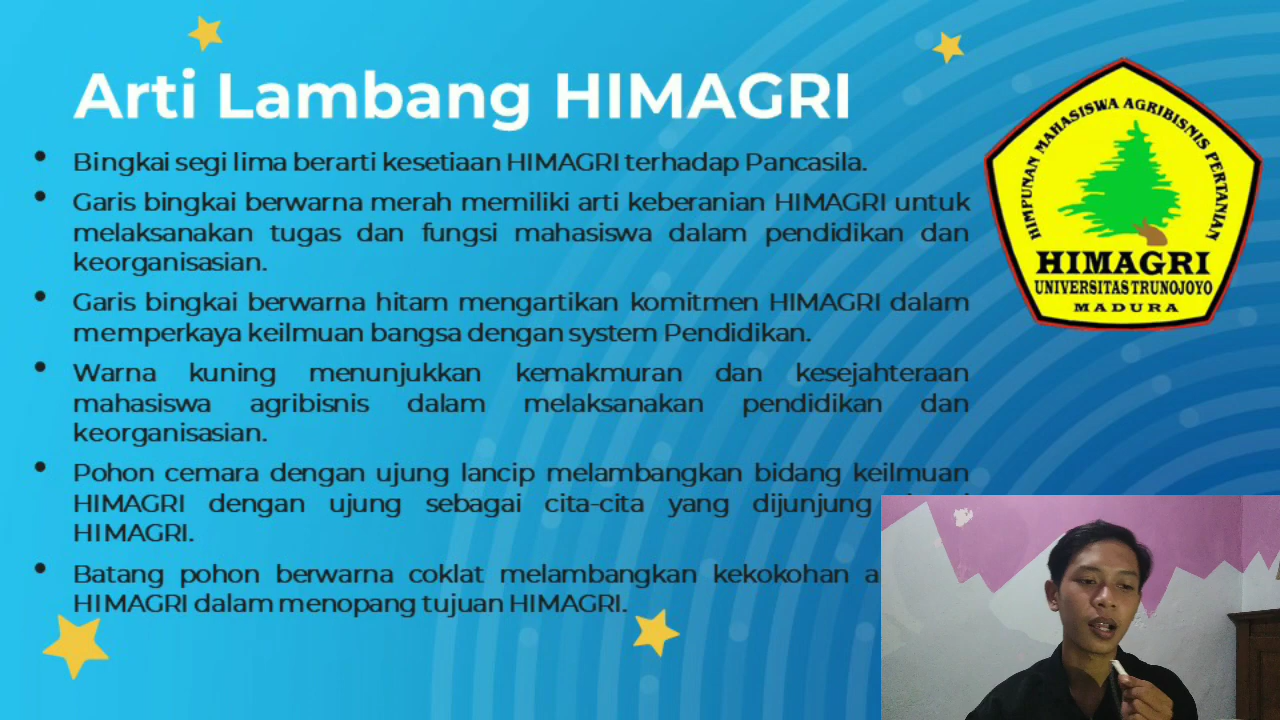 Arti Lambang HIMAGRI
Bingkai segi lima berarti kesetiaan HIMAGRI terhadap Pancasila.
Garis bingkai berwarna merah memiliki arti keberanian HIMAGRI untuk
melaksanakan tugas dan fungsi mahasiswa dalam pendidikan dan
keorganisasian.
Garis bingkai berwarna hitam mengartikan komitmen HIMAGRI dalam
memperkaya keilmuan bangsa dengan system Pendidikan.
Warna kuning menunjukkan kemakmuran dan kesejahteraan
mahasiswa agribisnis dalam melaksanakan pendidikan dan
keorganisasian.
Pohon cemara dengan ujung lancip melambangkan bidang keilmuan
HIMAGRI dengan ujung sebagai cita-cita yang dijunjung
HIMAGRI.
Batang pohon berwarna coklat melambangkan kekokohan
HIMAGRI dalam menopang tujuan HIMAGRI.
HIMPUNAN MAHASISWA AGRIBISNIS PERTANIAN
HIMAGRI
UNIVERSITAS TRUNOJOYO
MADURA